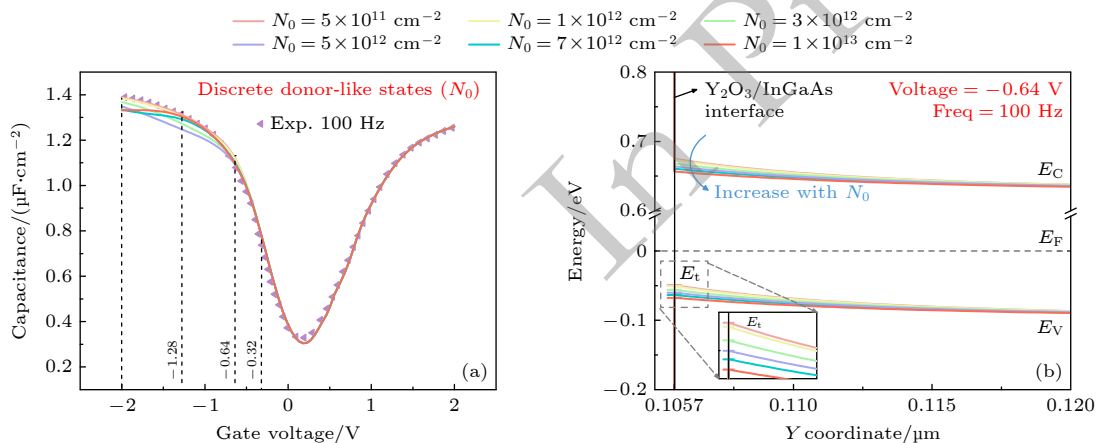 N₀ = 5×10¹¹ cm⁻² N₀ = 1×10¹² cm⁻² N₀ = 3×10¹² cm⁻²
N₀ = 5×10¹² cm⁻² N₀ = 7×10¹² cm⁻² N₀ = 1×10¹³ cm⁻²
Capacitance/(μF·cm⁻²)
1.4
1.2
1.0
0.8
0.6
0.4
0.2
Discrete donor-like states (N₀)
Exp. 100 Hz
−1.28
−0.64
−0.32
(a)
−2 −1 0 1 2
Gate voltage/V
Energy/eV
0.8
0.7
0.6
0
−0.1
−0.2
Y₂O₃/InGaAs
interface
Voltage = −0.64 V
Freq = 100 Hz
E_C
Increase with N₀
E_F
E_t
E_V
E_t
(b)
0.1057 0.110 0.115 0.120
Y coordinate/μm
In Pr